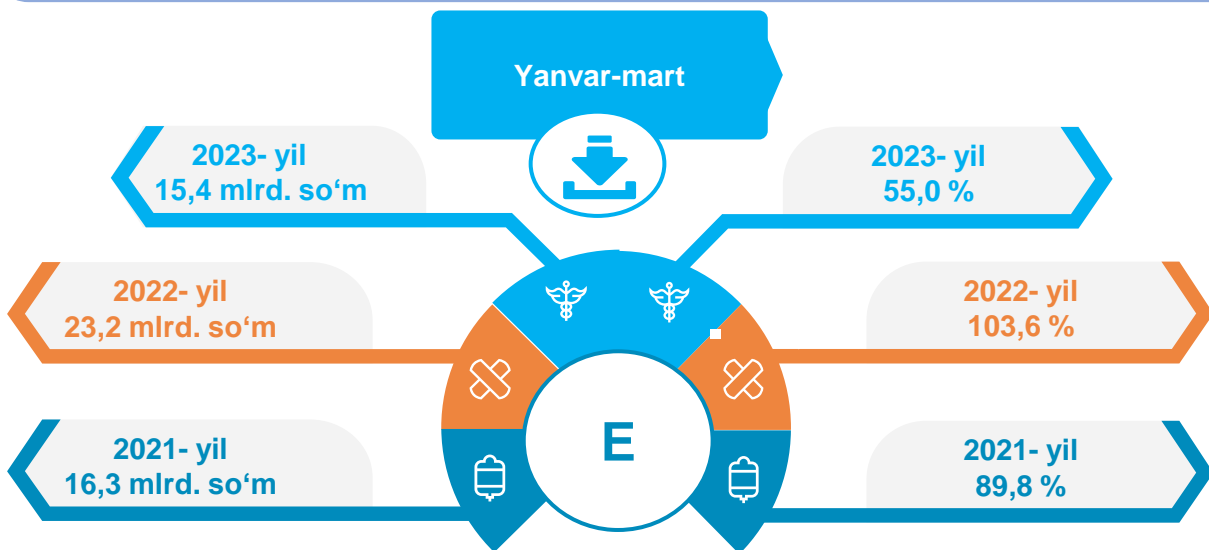 Yanvar-mart
2023- yil
15,4 mlrd. so‘m
2023- yil
55,0 %
2022- yil
23,2 mlrd. so‘m
2022- yil
103,6 %
E
2021- yil
16,3 mlrd. so‘m
2021- yil
89,8 %